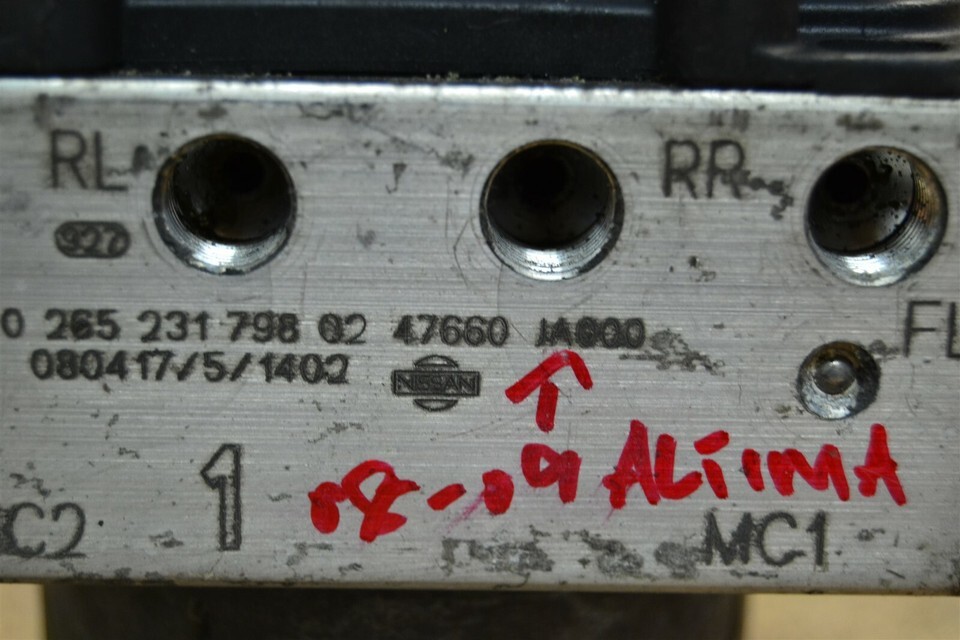 RL RR
927
0 265 231 798 02 47660 JA600 FL
080417/5/1402 NISSAN
08-09 ALTIMA
1
C2 MC1